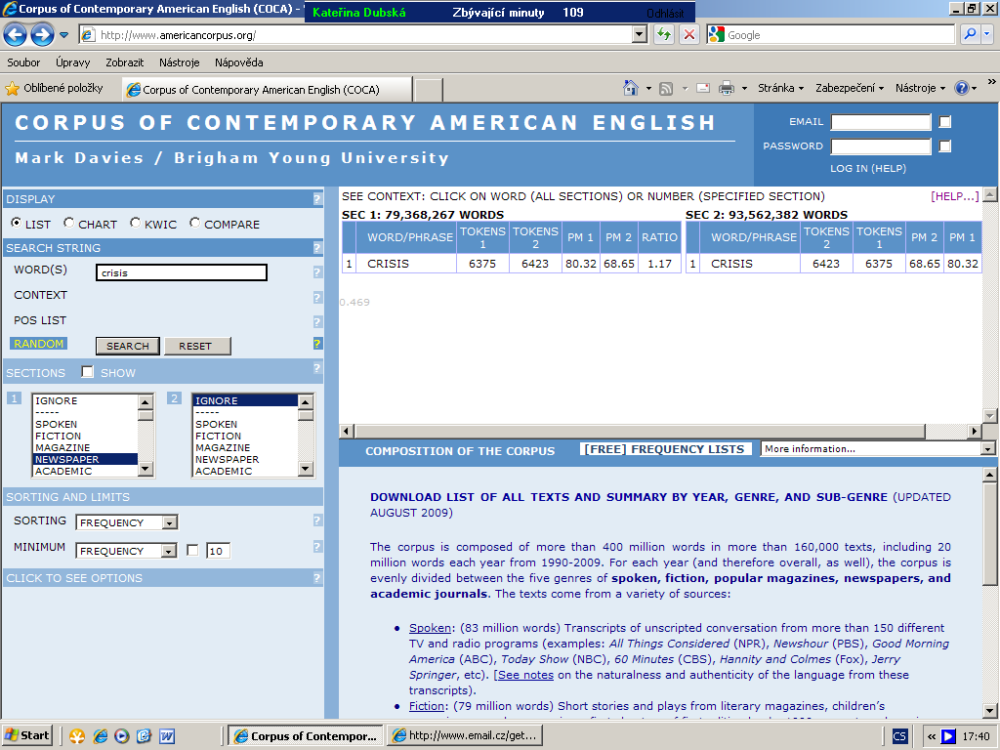 Corpus of Contemporary American English (COCA) -
Kateřina Dubská Zbývající minuty 109 Odhlásit
http://www.americancorpus.org/
Google
Soubor Úpravy Zobrazit Nástroje Nápověda
Oblíbené položky Corpus of Contemporary American English (COCA) Stránka Zabezpečení Nástroje
CORPUS OF CONTEMPORARY AMERICAN ENGLISH
Mark Davies / Brigham Young University
EMAIL
PASSWORD
LOG IN (HELP)
DISPLAY ?
LIST CHART KWIC COMPARE
SEARCH STRING ?
WORD(S) crisis ?
CONTEXT ?
POS LIST ?
RANDOM SEARCH RESET ?
SECTIONS SHOW ?
1 2
IGNORE
-----
SPOKEN
FICTION
MAGAZINE
NEWSPAPER
ACADEMIC
IGNORE
-----
SPOKEN
FICTION
MAGAZINE
NEWSPAPER
ACADEMIC
SORTING AND LIMITS
SORTING FREQUENCY ?
MINIMUM FREQUENCY 10 ?
CLICK TO SEE OPTIONS ?
SEE CONTEXT: CLICK ON WORD (ALL SECTIONS) OR NUMBER (SPECIFIED SECTION) [HELP...]
SEC 1: 79,368,267 WORDS
WORD/PHRASE TOKENS 1 TOKENS 2 PM 1 PM 2 RATIO
1 CRISIS 6375 6423 80.32 68.65 1.17
SEC 2: 93,562,382 WORDS
WORD/PHRASE TOKENS 2 TOKENS 1 PM 2 PM 1
1 CRISIS 6423 6375 68.65 80.32
0.469
COMPOSITION OF THE CORPUS [FREE] FREQUENCY LISTS More information...
DOWNLOAD LIST OF ALL TEXTS AND SUMMARY BY YEAR, GENRE, AND SUB-GENRE (UPDATED
AUGUST 2009)
The corpus is composed of more than 400 million words in more than 160,000 texts, including 20
million words each year from 1990-2009. For each year (and therefore overall, as well), the corpus is
evenly divided between the five genres of spoken, fiction, popular magazines, newspapers, and
academic journals. The texts come from a variety of sources:
• Spoken: (83 million words) Transcripts of unscripted conversation from more than 150 different
TV and radio programs (examples: All Things Considered (NPR), Newshour (PBS), Good Morning
America (ABC), Today Show (NBC), 60 Minutes (CBS), Hannity and Colmes (Fox), Jerry
Springer, etc). [See notes on the naturalness and authenticity of the language from these
transcripts).
• Fiction: (79 million words) Short stories and plays from literary magazines, children's
Start Corpus of Contempor... http://www.email.cz/get... CS « 17:40